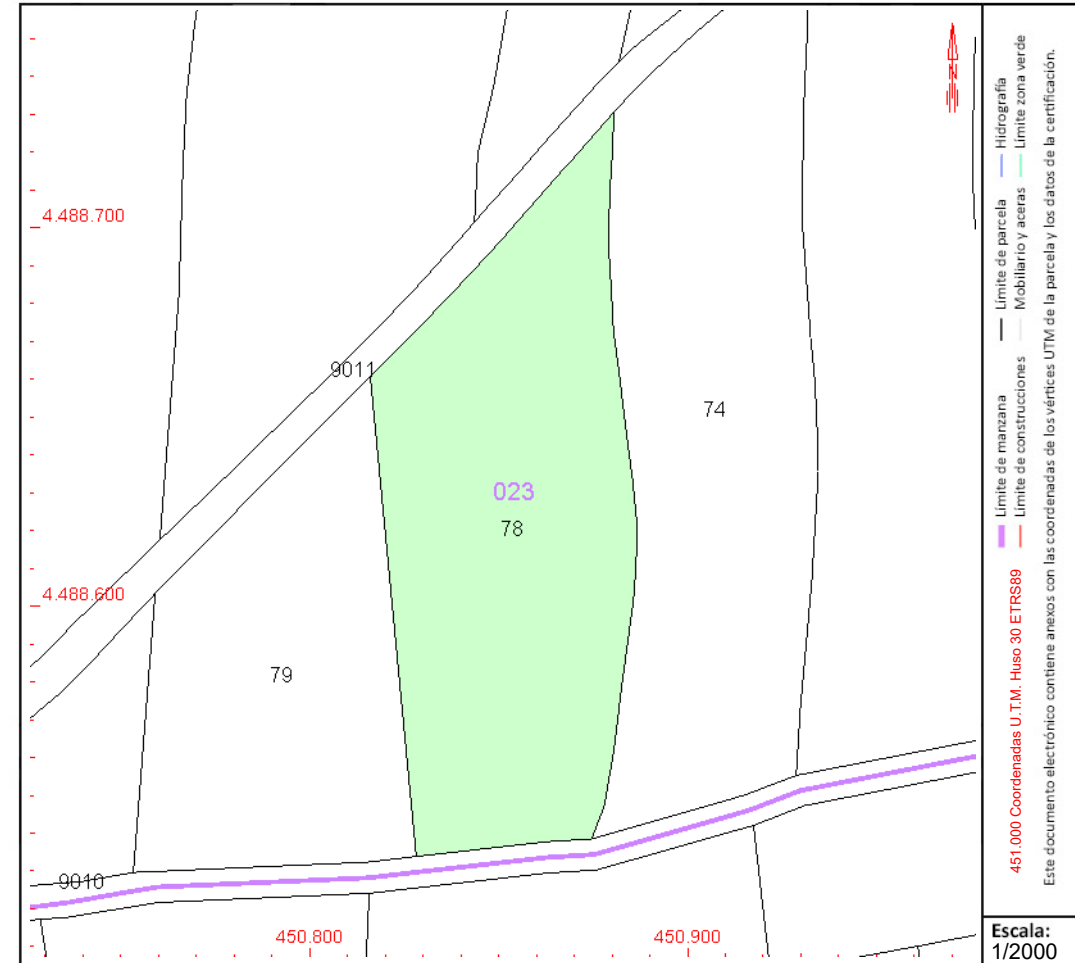 4.488.700
9011
74
023
78
4.488.600
79
9010
450.800
450.900
N
Límite de manzana
Límite de parcela
Hidrografía
451.000 Coordenadas U.T.M. Huso 30 ETRS89
Límite de construcciones
Mobiliario y aceras
Límite zona verde
Este documento electrónico contiene anexos con las coordenadas de los vértices UTM de la parcela y los datos de la certificación.
Escala:
1/2000